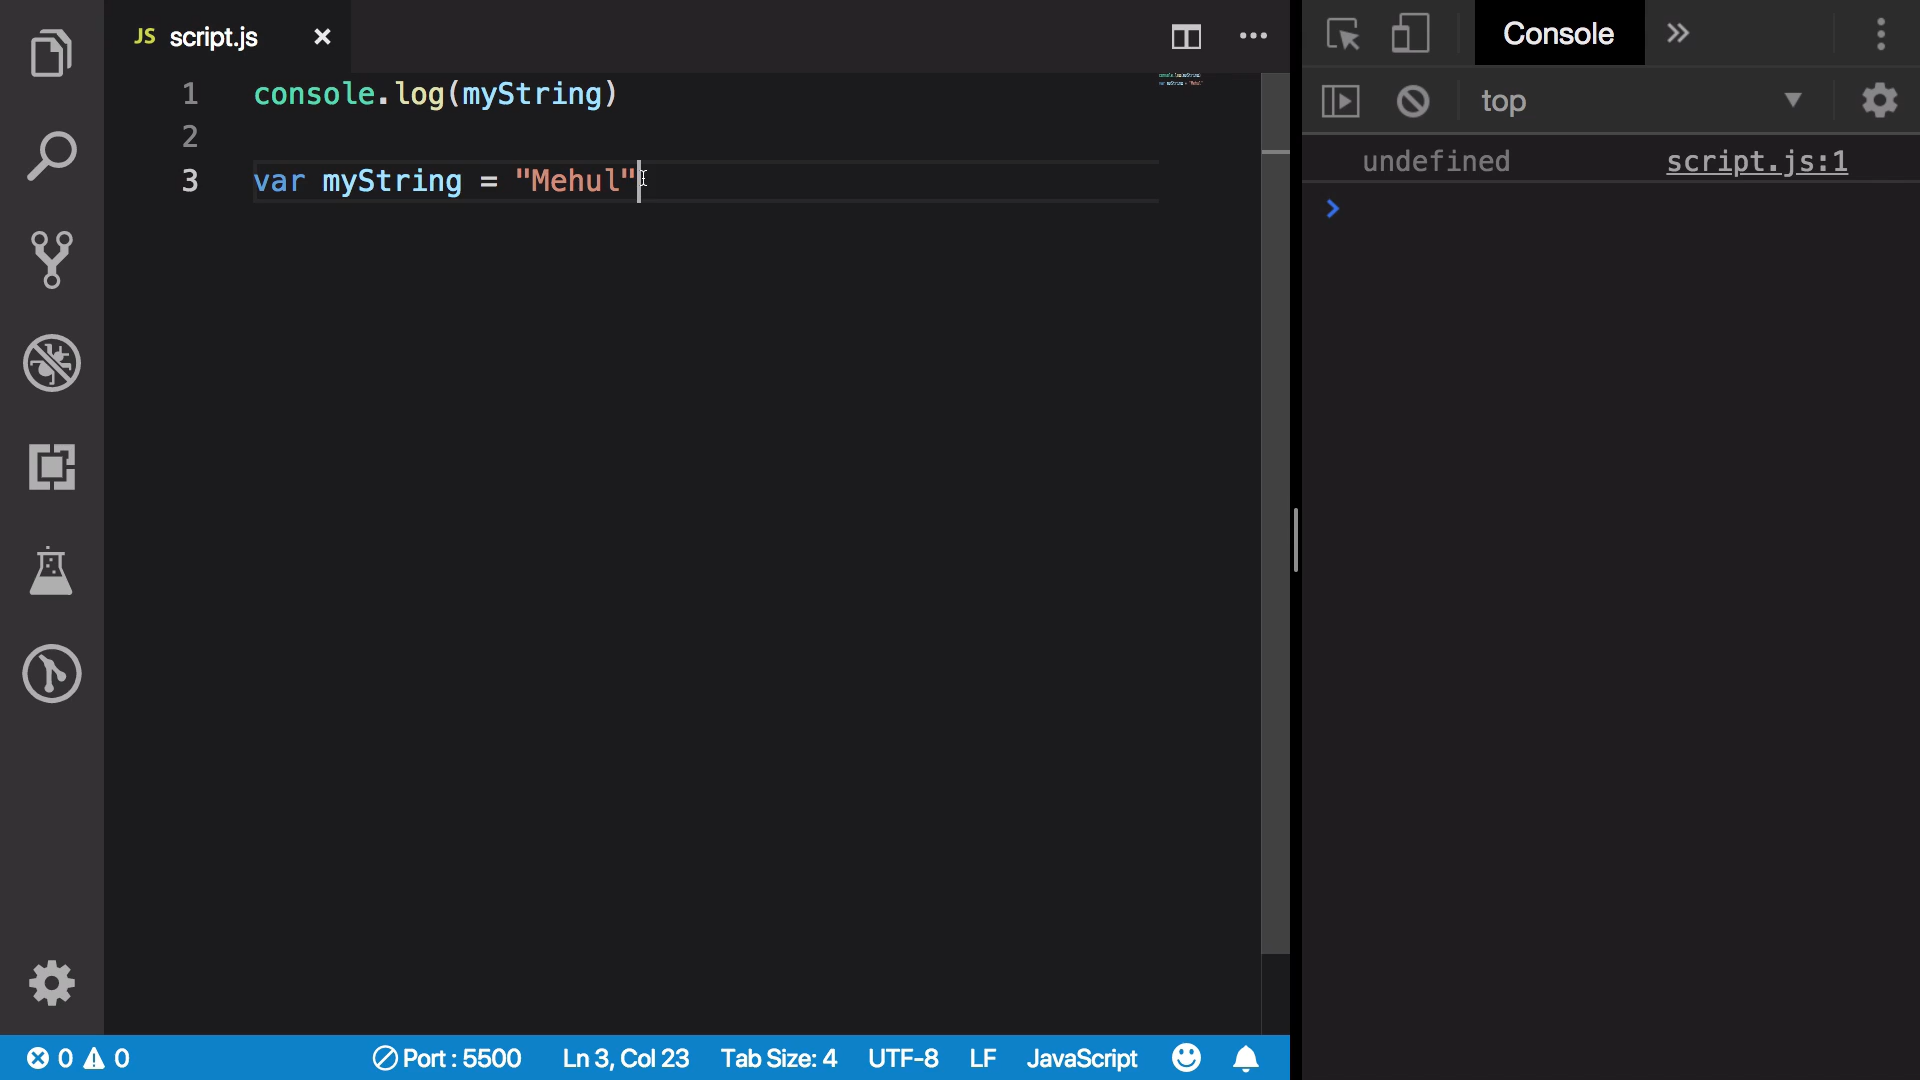 JS script.js ×
1 console.log(myString)
2
3 var myString = "Mehul"
0 0 Port : 5500 Ln 3, Col 23 Tab Size: 4 UTF-8 LF JavaScript
Console »
top
undefined script.js:1
>